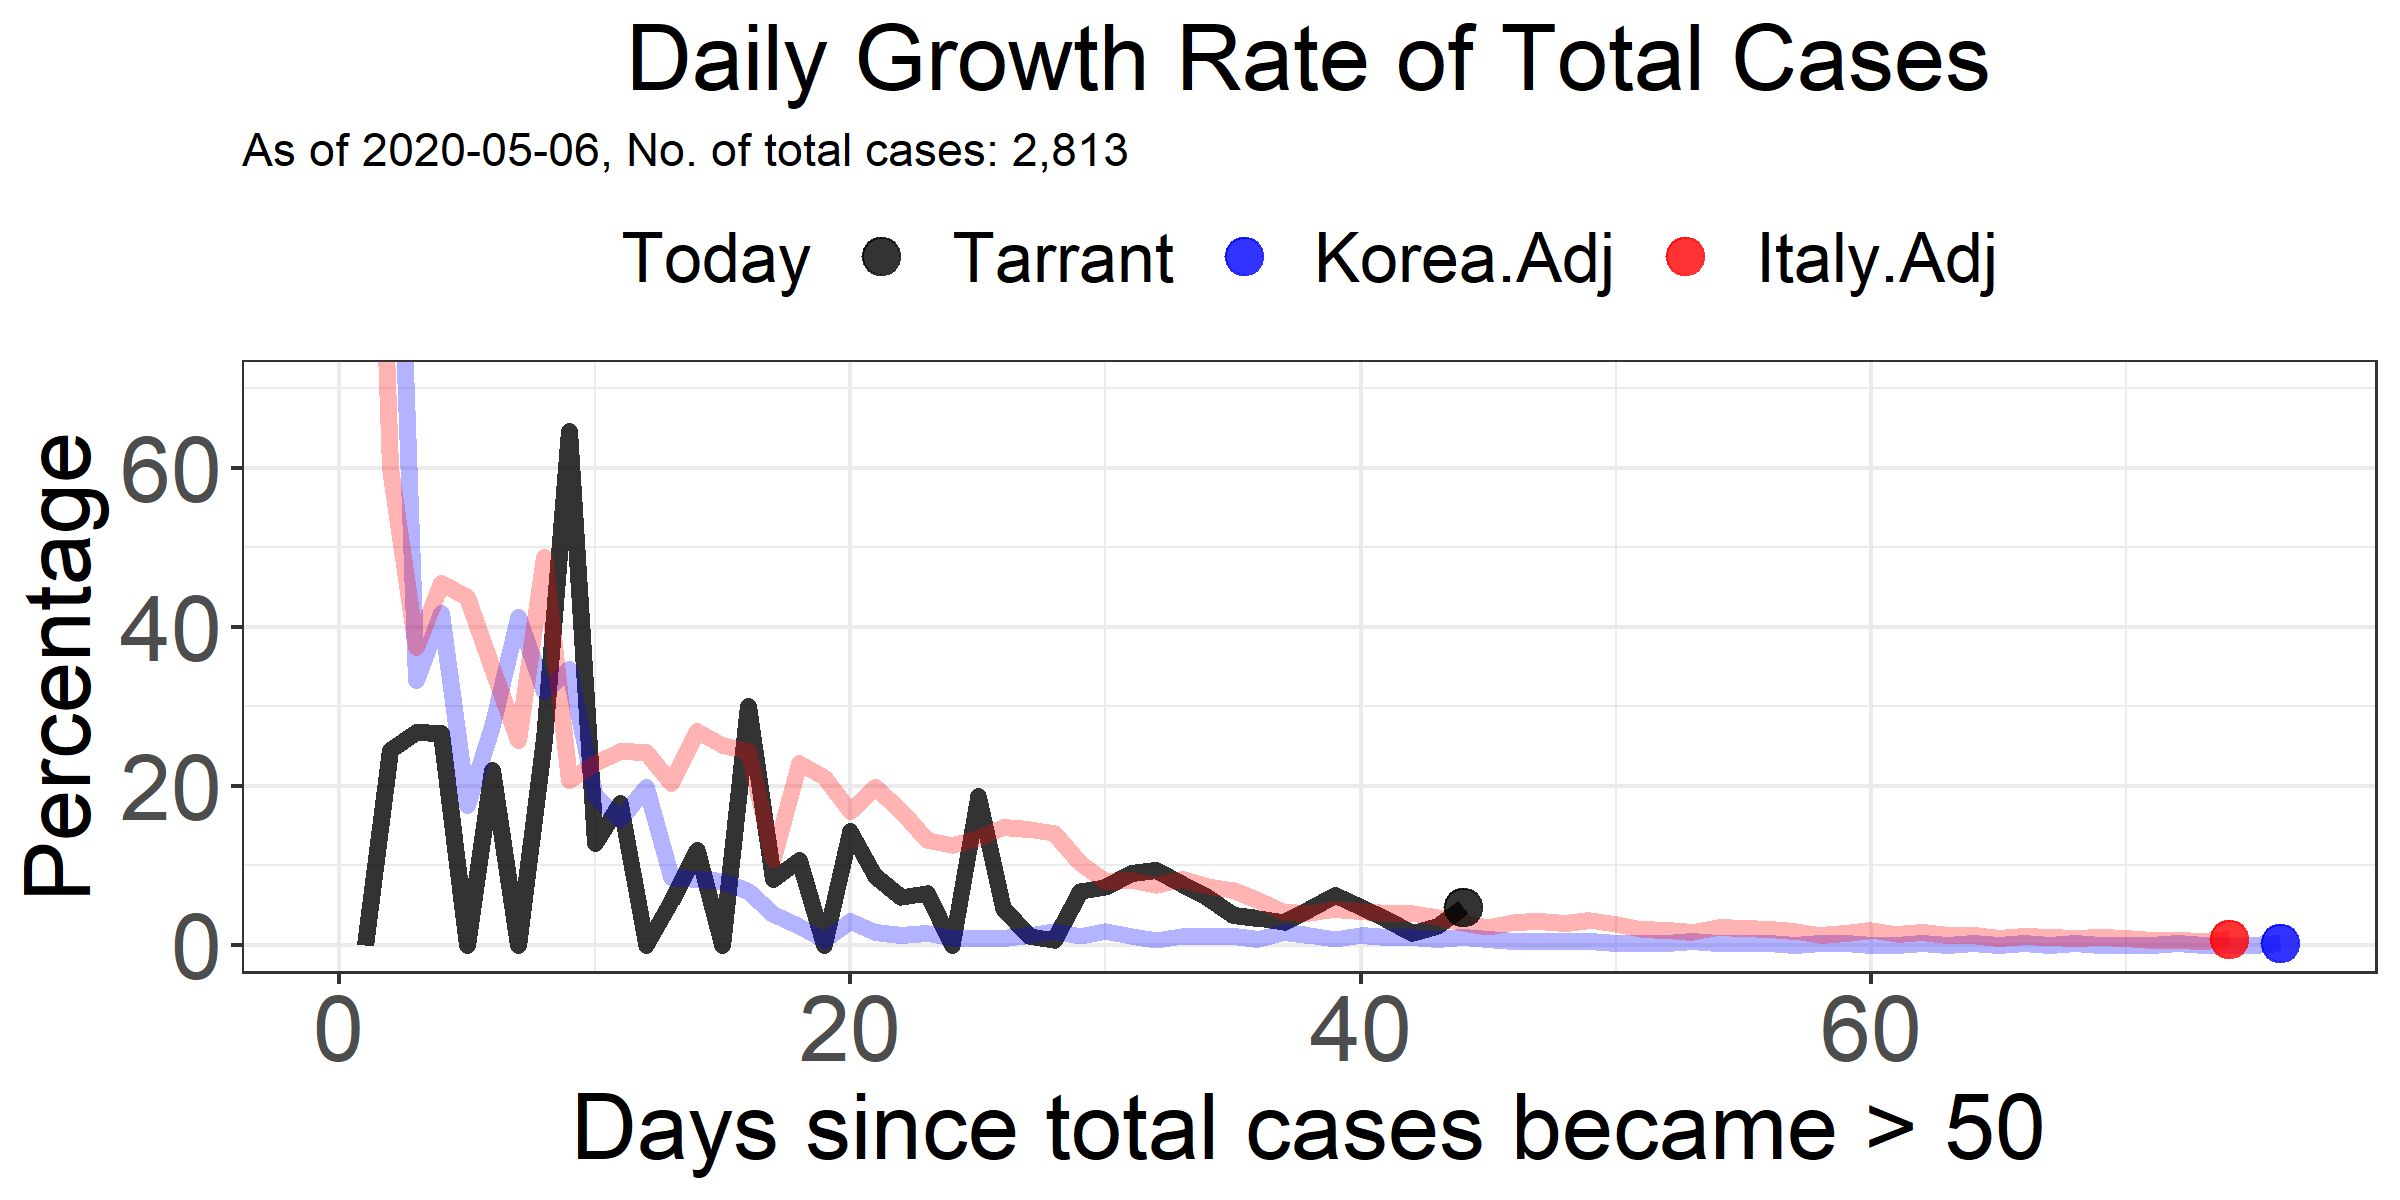 Daily Growth Rate of Total Cases
As of 2020-05-06, No. of total cases: 2,813
Today Tarrant Korea.Adj Italy.Adj
Percentage
60
40
20
0
0 20 40 60
Days since total cases became > 50